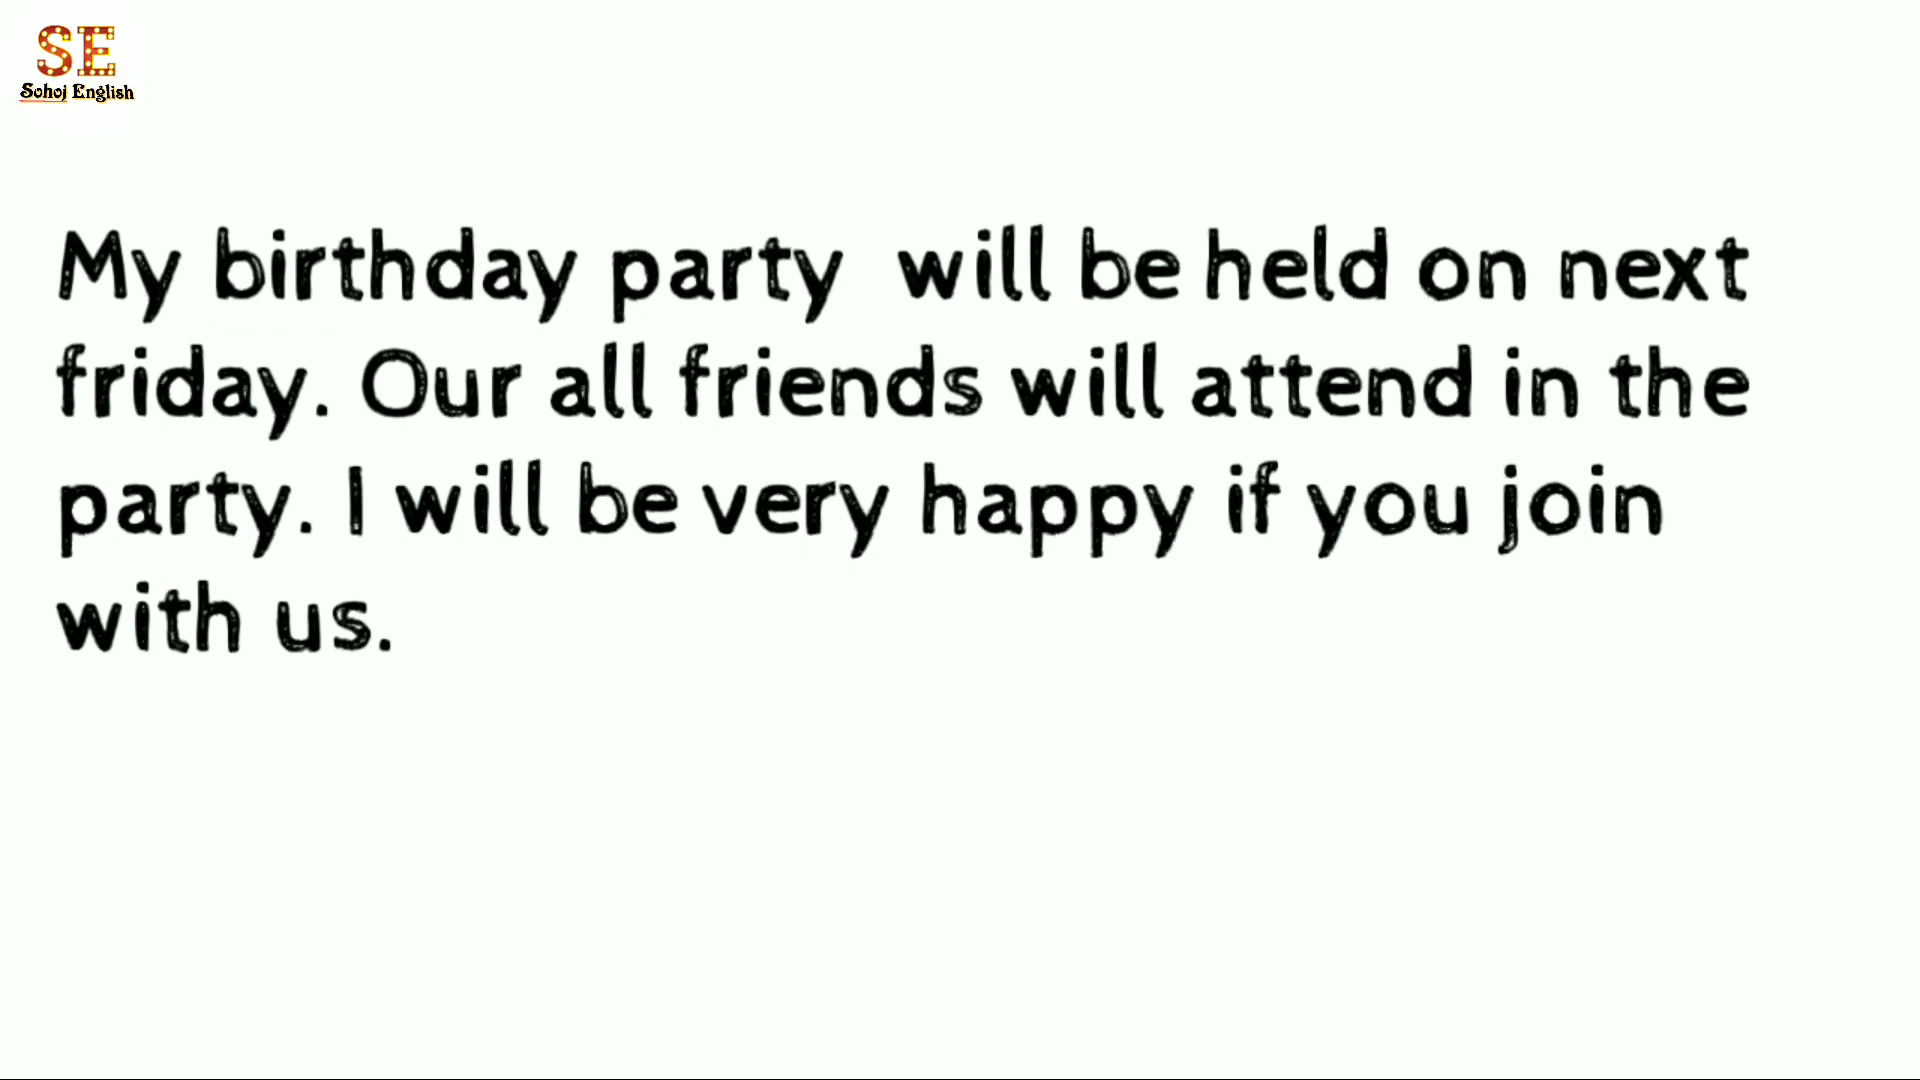 SE
Sohoj English
My birthday party will be held on next
friday. Our all friends will attend in the
party. I will be very happy if you join
with us.